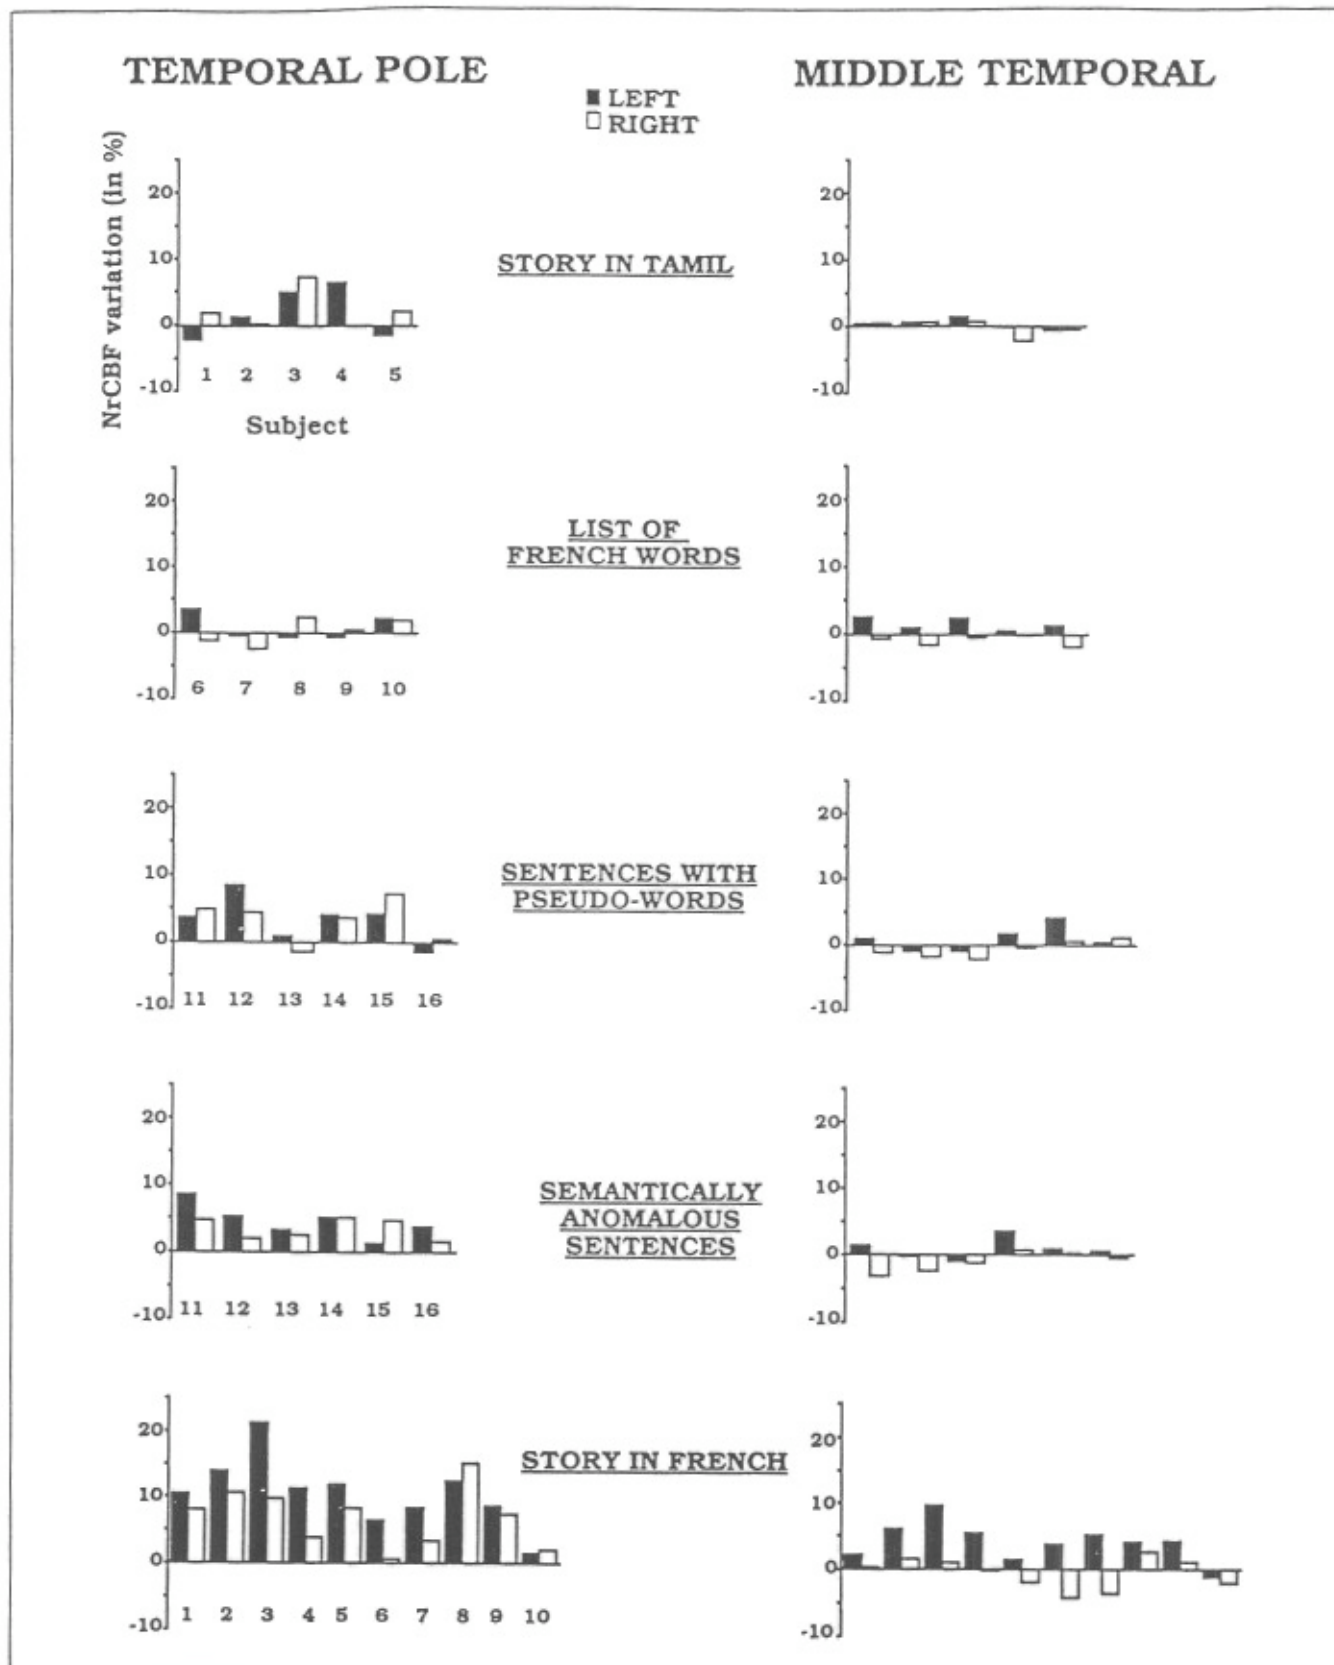 TEMPORAL POLE
MIDDLE TEMPORAL
LEFT
RIGHT
NrCBF variation (in %)
20
10
0
-10
1 2 3 4 5
Subject
STORY IN TAMIL
20
10
0
-10
20
10
0
-10
6 7 8 9 10
LIST OF
FRENCH WORDS
20
10
0
-10
20
10
0
-10
11 12 13 14 15 16
SENTENCES WITH
PSEUDO-WORDS
20
10
0
-10
20
10
0
-10
11 12 13 14 15 16
SEMANTICALLY
ANOMALOUS
SENTENCES
20
10
0
-10
20
10
0
-10
1 2 3 4 5 6 7 8 9 10
STORY IN FRENCH
20
10
0
-10